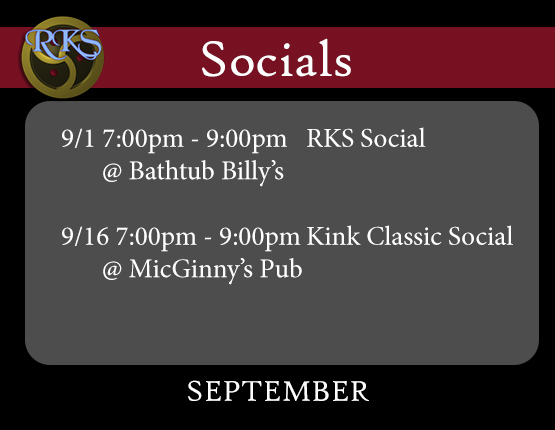 RKS
Socials
9/1 7:00pm - 9:00pm RKS Social
@ Bathtub Billy's
9/16 7:00pm - 9:00pm Kink Classic Social
@ MicGinny's Pub
SEPTEMBER